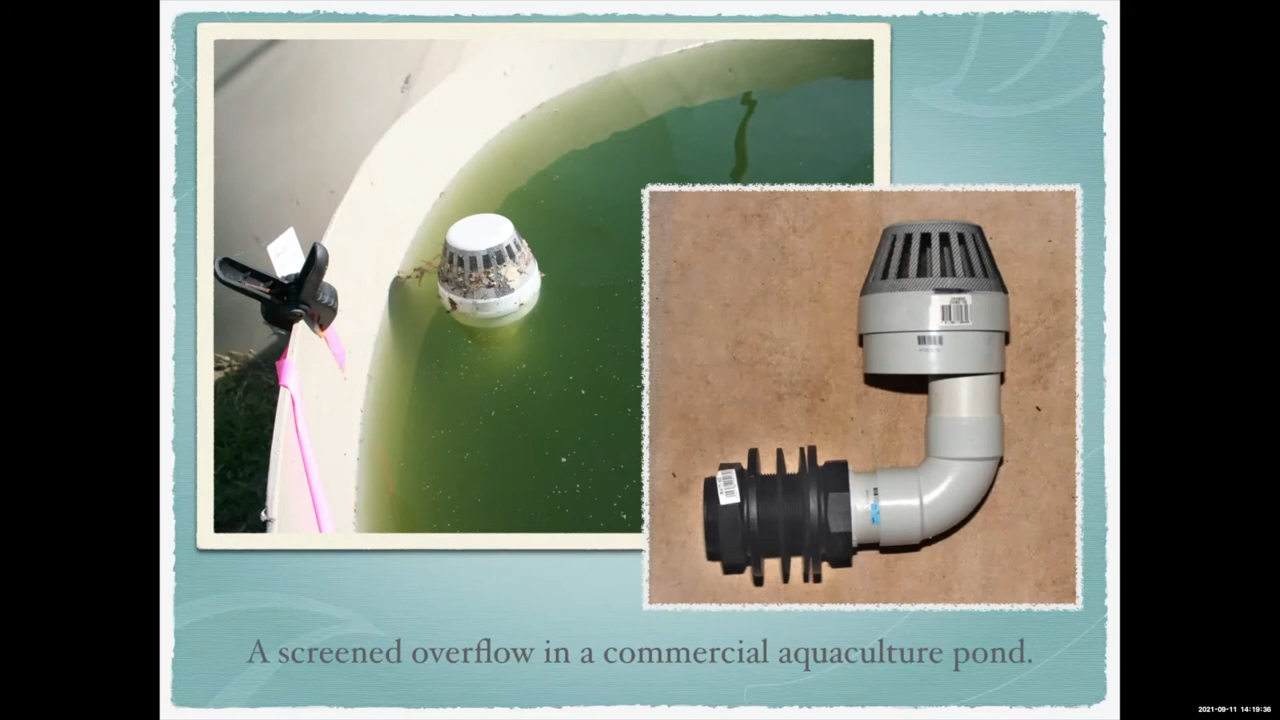 A screened overflow in a commercial aquaculture pond.
2021-09-11 14:19:36